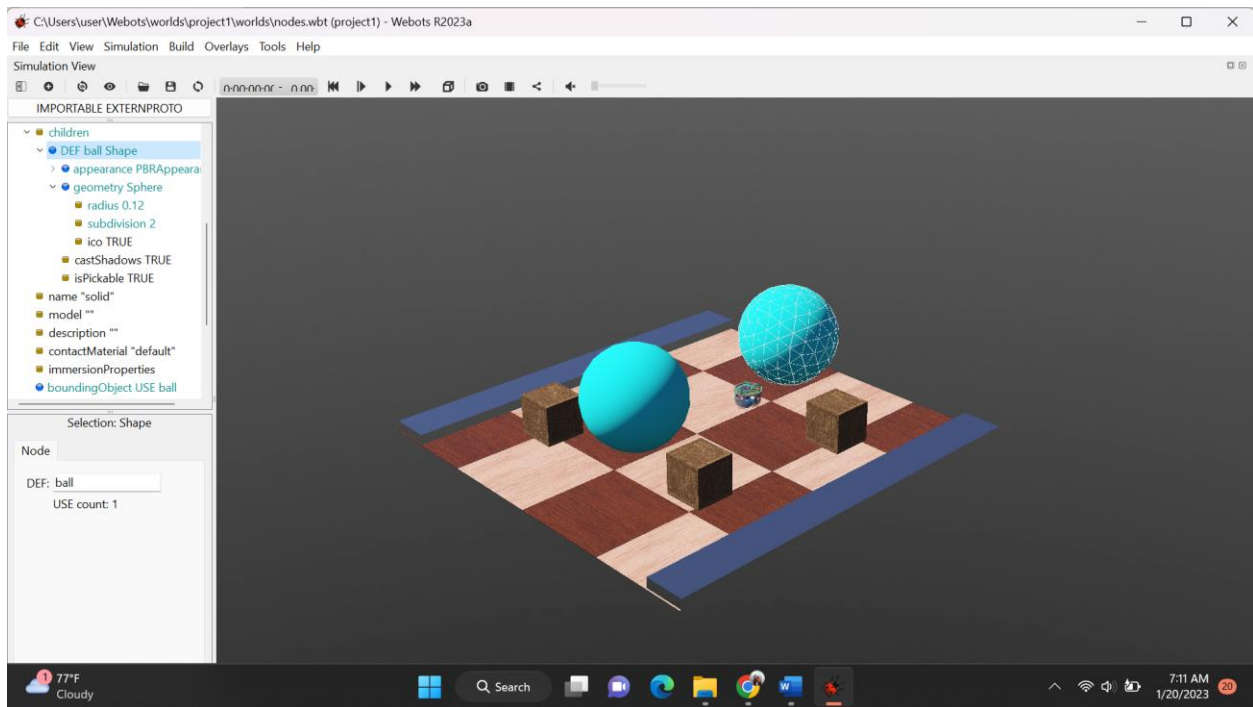 C:\Users\user\Webots\worlds\project1\worlds\nodes.wbt (project1) - Webots R2023a
File Edit View Simulation Build Overlays Tools Help
Simulation View
IMPORTABLE EXTERNPROTO
children
DEF ball Shape
appearance PBRAppeara
geometry Sphere
radius 0.12
subdivision 2
ico TRUE
castShadows TRUE
isPickable TRUE
name "solid"
model ""
description ""
contactMaterial "default"
immersionProperties
boundingObject USE ball
Selection: Shape
Node
DEF: ball
USE count: 1
1
77°F
Cloudy
Search
7:11 AM
1/20/2023
20